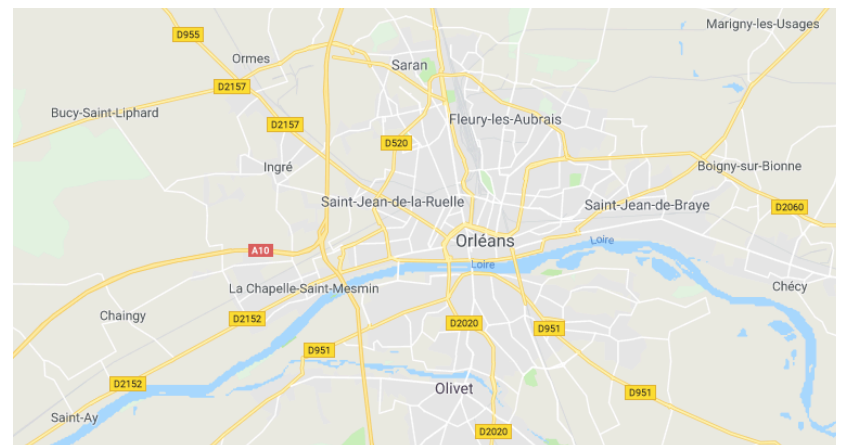 Marigny-les-Usages
D955
Ormes
Saran
D2157
Bucy-Saint-Liphard
Fleury-les-Aubrais
D2157
D520
Ingré
Boigny-sur-Bionne
Saint-Jean-de-la-Ruelle
Saint-Jean-de-Braye
D2060
Orléans
Loire
A10
Loire
La Chapelle-Saint-Mesmin
Chécy
Chaingy
D2152
D2020
D951
D951
D2152
Olivet
D951
Saint-Ay
D2020